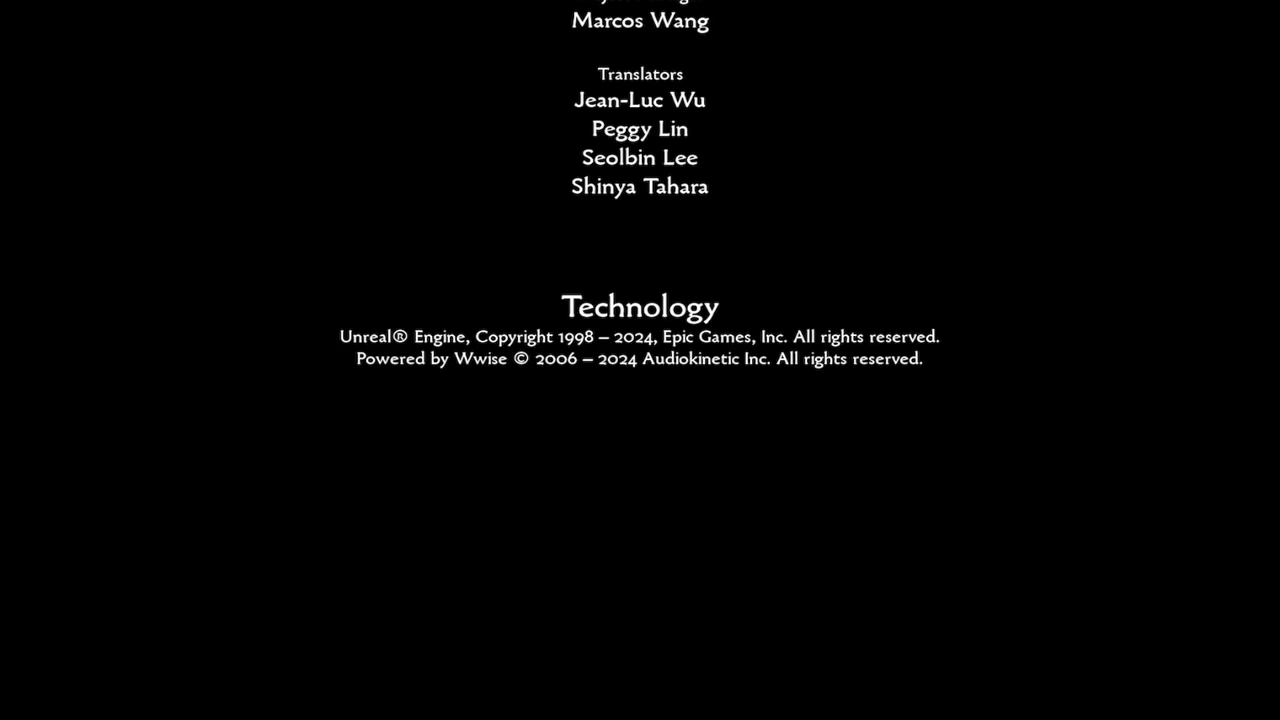 Marcos Wang
Translators
Jean-Luc Wu
Peggy Lin
Seolbin Lee
Shinya Tahara
Technology
Unreal® Engine, Copyright 1998 – 2024, Epic Games, Inc. All rights reserved.
Powered by Wwise © 2006 – 2024 Audiokinetic Inc. All rights reserved.